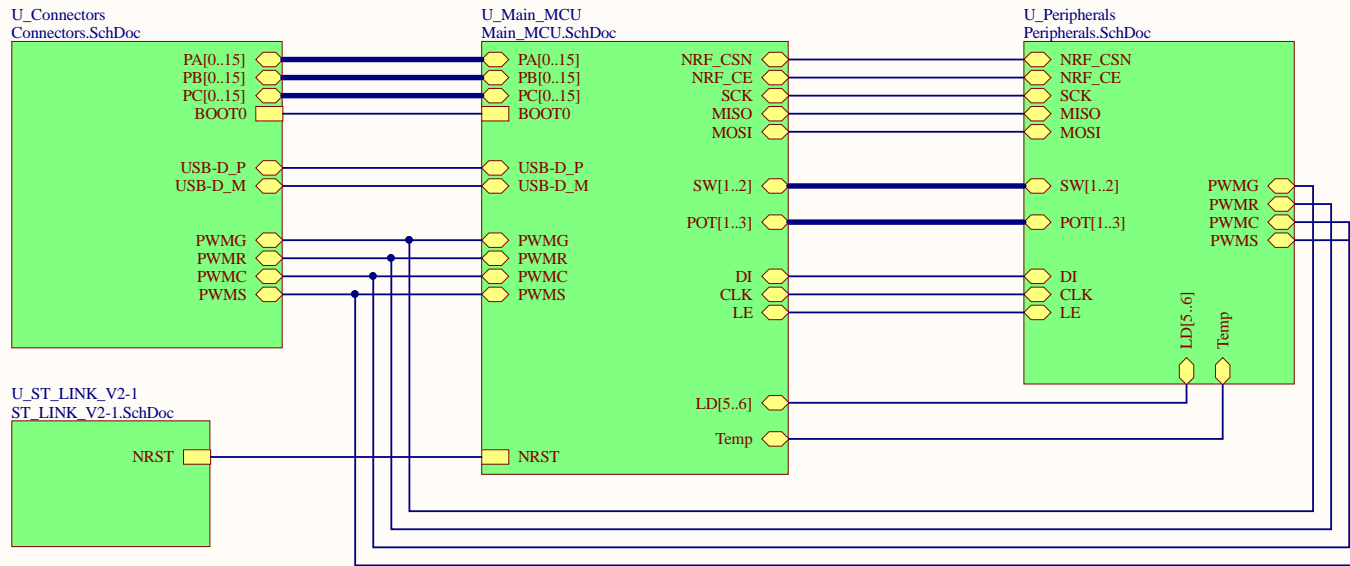 U_Connectors
Connectors.SchDoc
PA[0..15]
PB[0..15]
PC[0..15]
BOOT0
USB-D_P
USB-D_M
PWMG
PWMR
PWMC
PWMS
U_ST_LINK_V2-1
ST_LINK_V2-1.SchDoc
NRST
U_Main_MCU
Main_MCU.SchDoc
PA[0..15]
PB[0..15]
PC[0..15]
BOOT0
USB-D_P
USB-D_M
PWMG
PWMR
PWMC
PWMS
NRST
NRF_CSN
NRF_CE
SCK
MISO
MOSI
SW[1..2]
POT[1..3]
DI
CLK
LE
LD[5..6]
Temp
U_Peripherals
Peripherals.SchDoc
NRF_CSN
NRF_CE
SCK
MISO
MOSI
SW[1..2]
POT[1..3]
DI
CLK
LE
PWMG
PWMR
PWMC
PWMS
LD[5..6]
Temp